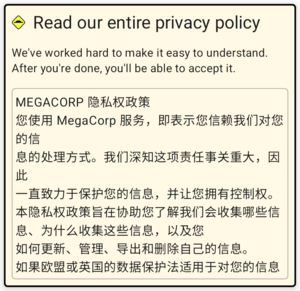 Read our entire privacy policy
We've worked hard to make it easy to understand.
After you're done, you'll be able to accept it.
MEGACORP 隐私权政策
您使用 MegaCorp 服务，即表示您信赖我们对您
的信
息的处理方式。我们深知这项责任事关重大，因
此
一直致力于保护您的信息，并让您拥有控制权。
本隐私权政策旨在协助您了解我们会收集哪些信
息、为什么收集这些信息，以及您
如何更新、管理、导出和删除自己的信息。
如果欧盟或英国的数据保护法适用于对您的信息